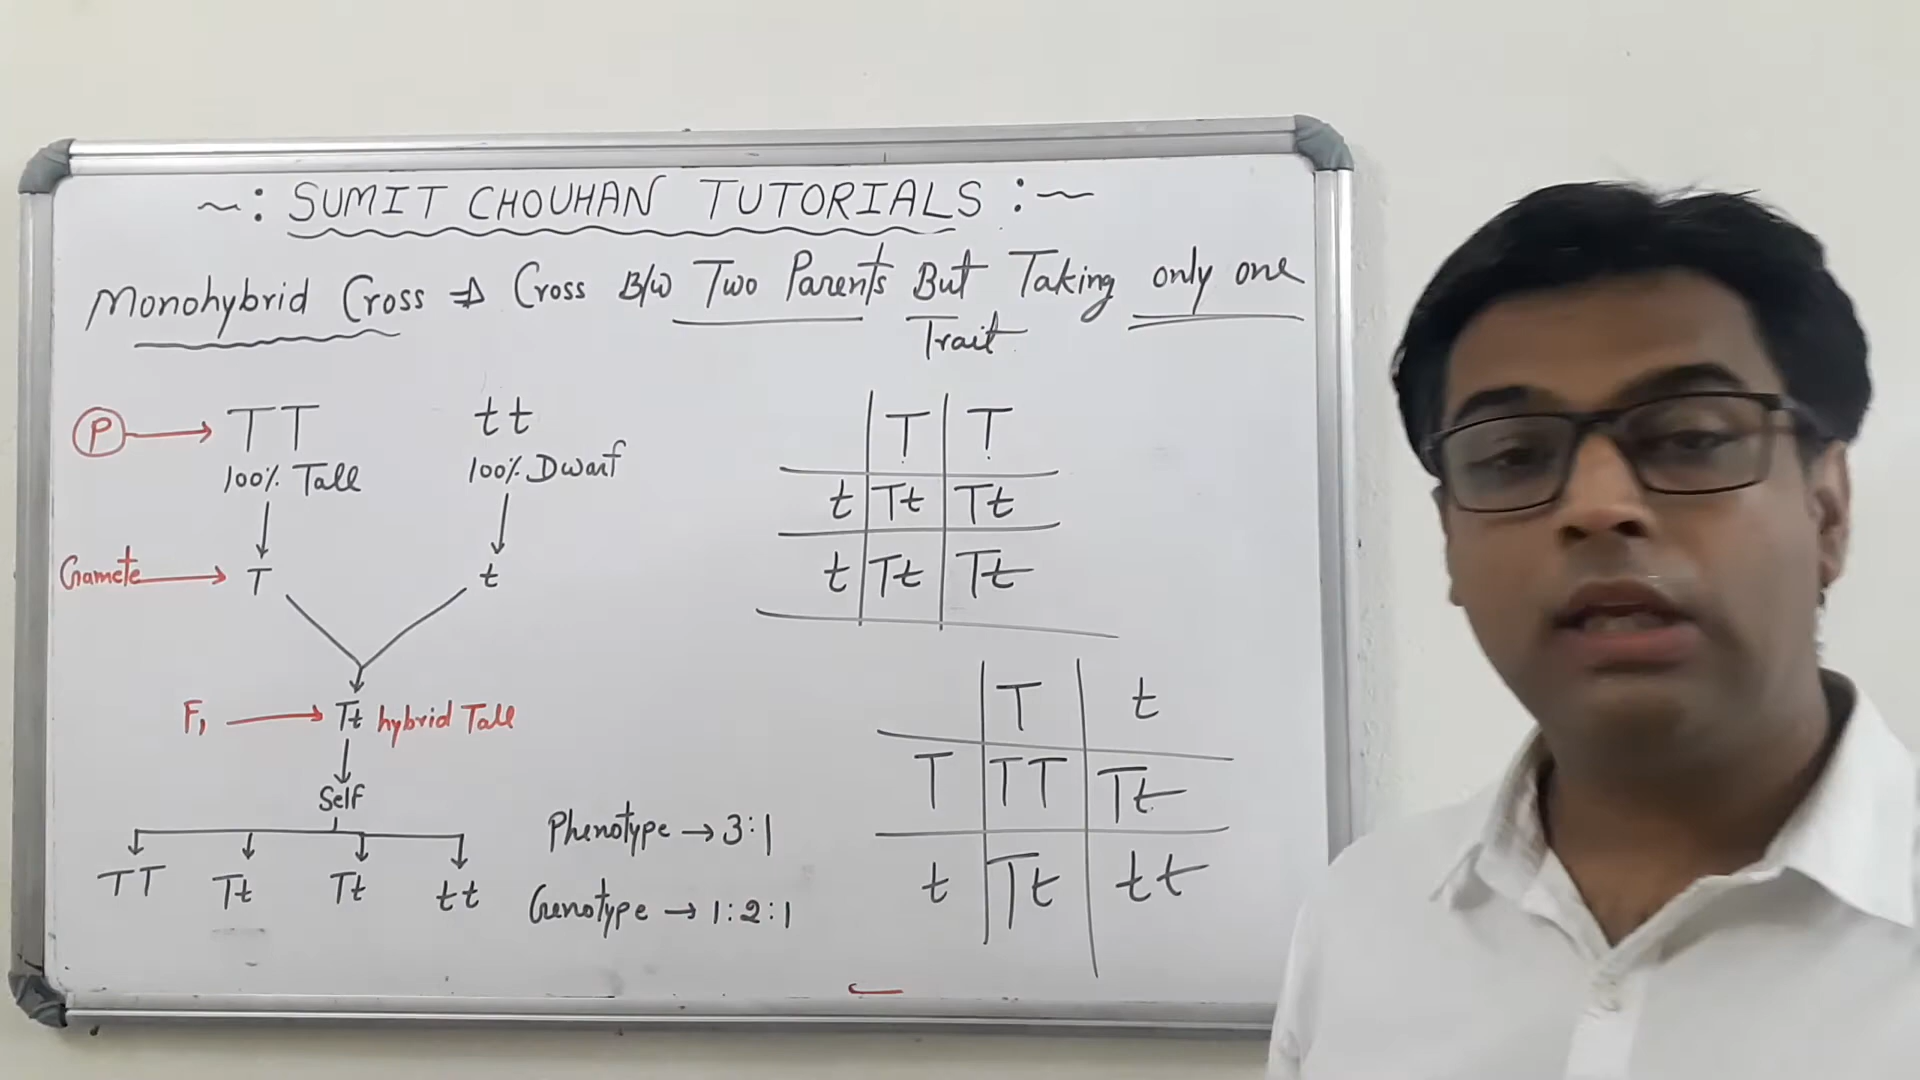 ~: SUMIT CHOUHAN TUTORIALS :~
Monohybrid Cross ⇒ Cross B/w Two Parents But Taking only one
Trait
P → TT tt
100% Tall 100% Dwarf
Gamete → T t
F1 → Tt hybrid Tall
Self
TT Tt Tt tt
Phenotype → 3:1
Genotype → 1:2:1
T T
t Tt Tt
t Tt Tt
T t
T TT Tt
t Tt tt